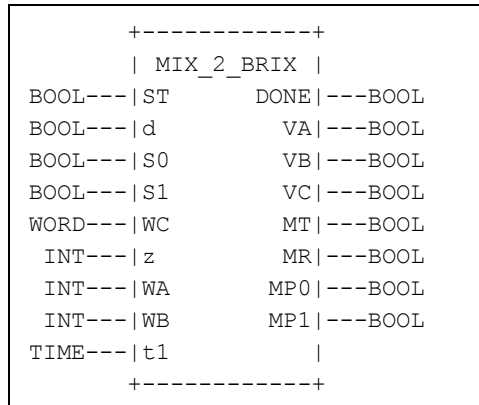 +------------+
| MIX_2_BRIX |
BOOL---|ST DONE|---BOOL
BOOL---|d VA|---BOOL
BOOL---|S0 VB|---BOOL
BOOL---|S1 VC|---BOOL
WORD---|WC MT|---BOOL
INT---|z MR|---BOOL
INT---|WA MP0|---BOOL
INT---|WB MP1|---BOOL
TIME---|t1 |
+------------+